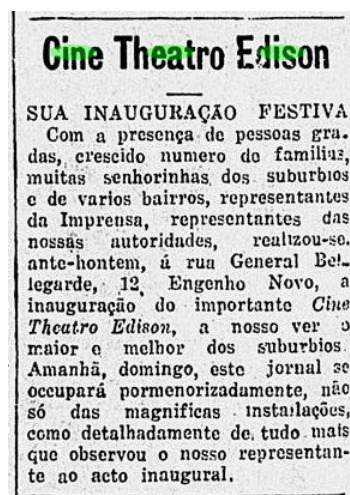 Cine Theatro Edison
SUA INAUGURAÇÃO FESTIVA
Com a presença de pessoas gra-
das, crescido numero de familias,
muitas senhorinhas dos suburbios
e de varios bairros, representantes
da Imprensa, representantes das
nossas autoridades, realizou-se.
ante-hontem, á rua General Bel-
legarde, 12, Engenho Novo, a
inauguração do importante Cine
Theatro Edison, a nosso ver o
maior e melhor dos suburbios.
Amanhã, domingo, este jornal se
occupará pormenorizadamente, não
só das magnificas installações,
como detalhadamente de tudo mais
que observou o nosso representan-
te ao acto inaugural.